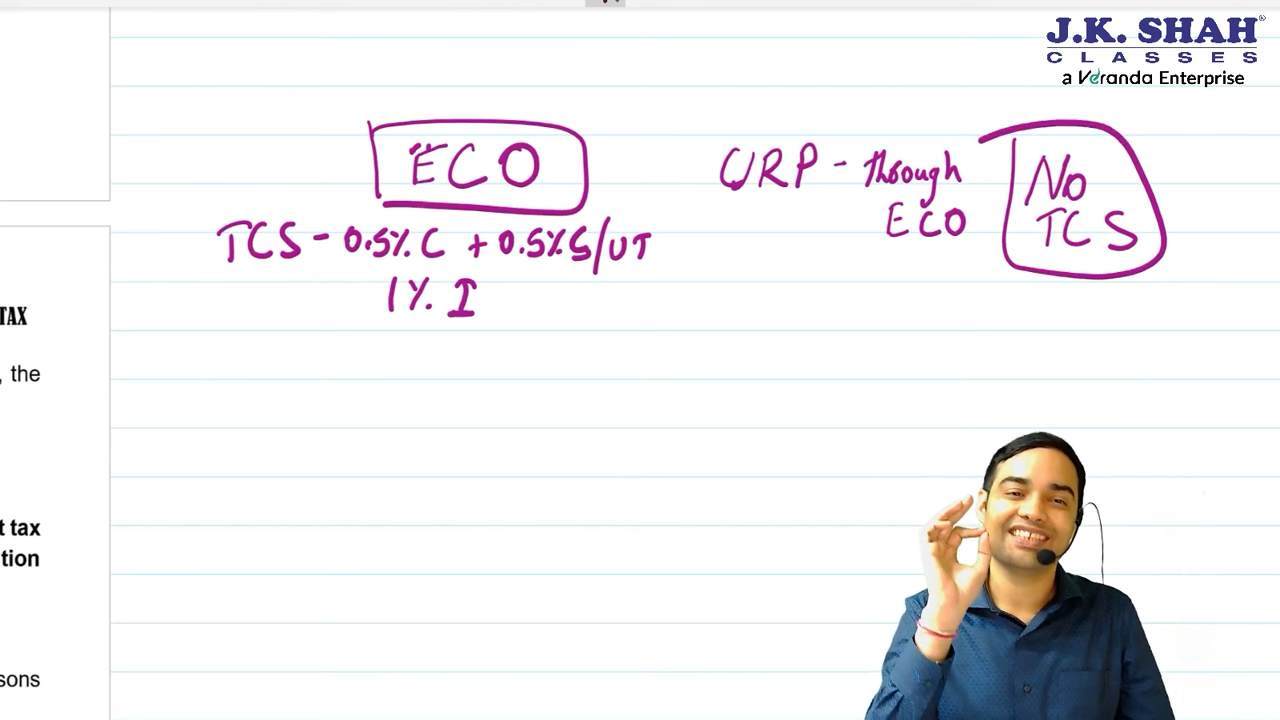 J.K. SHAH®
CLASSES
a Veranda Enterprise
ECO
TCS - 0.5% C + 0.5% S/UT
1% I
URP - through
ECO
No
TCS
TAX
, the
t tax
tion
sons